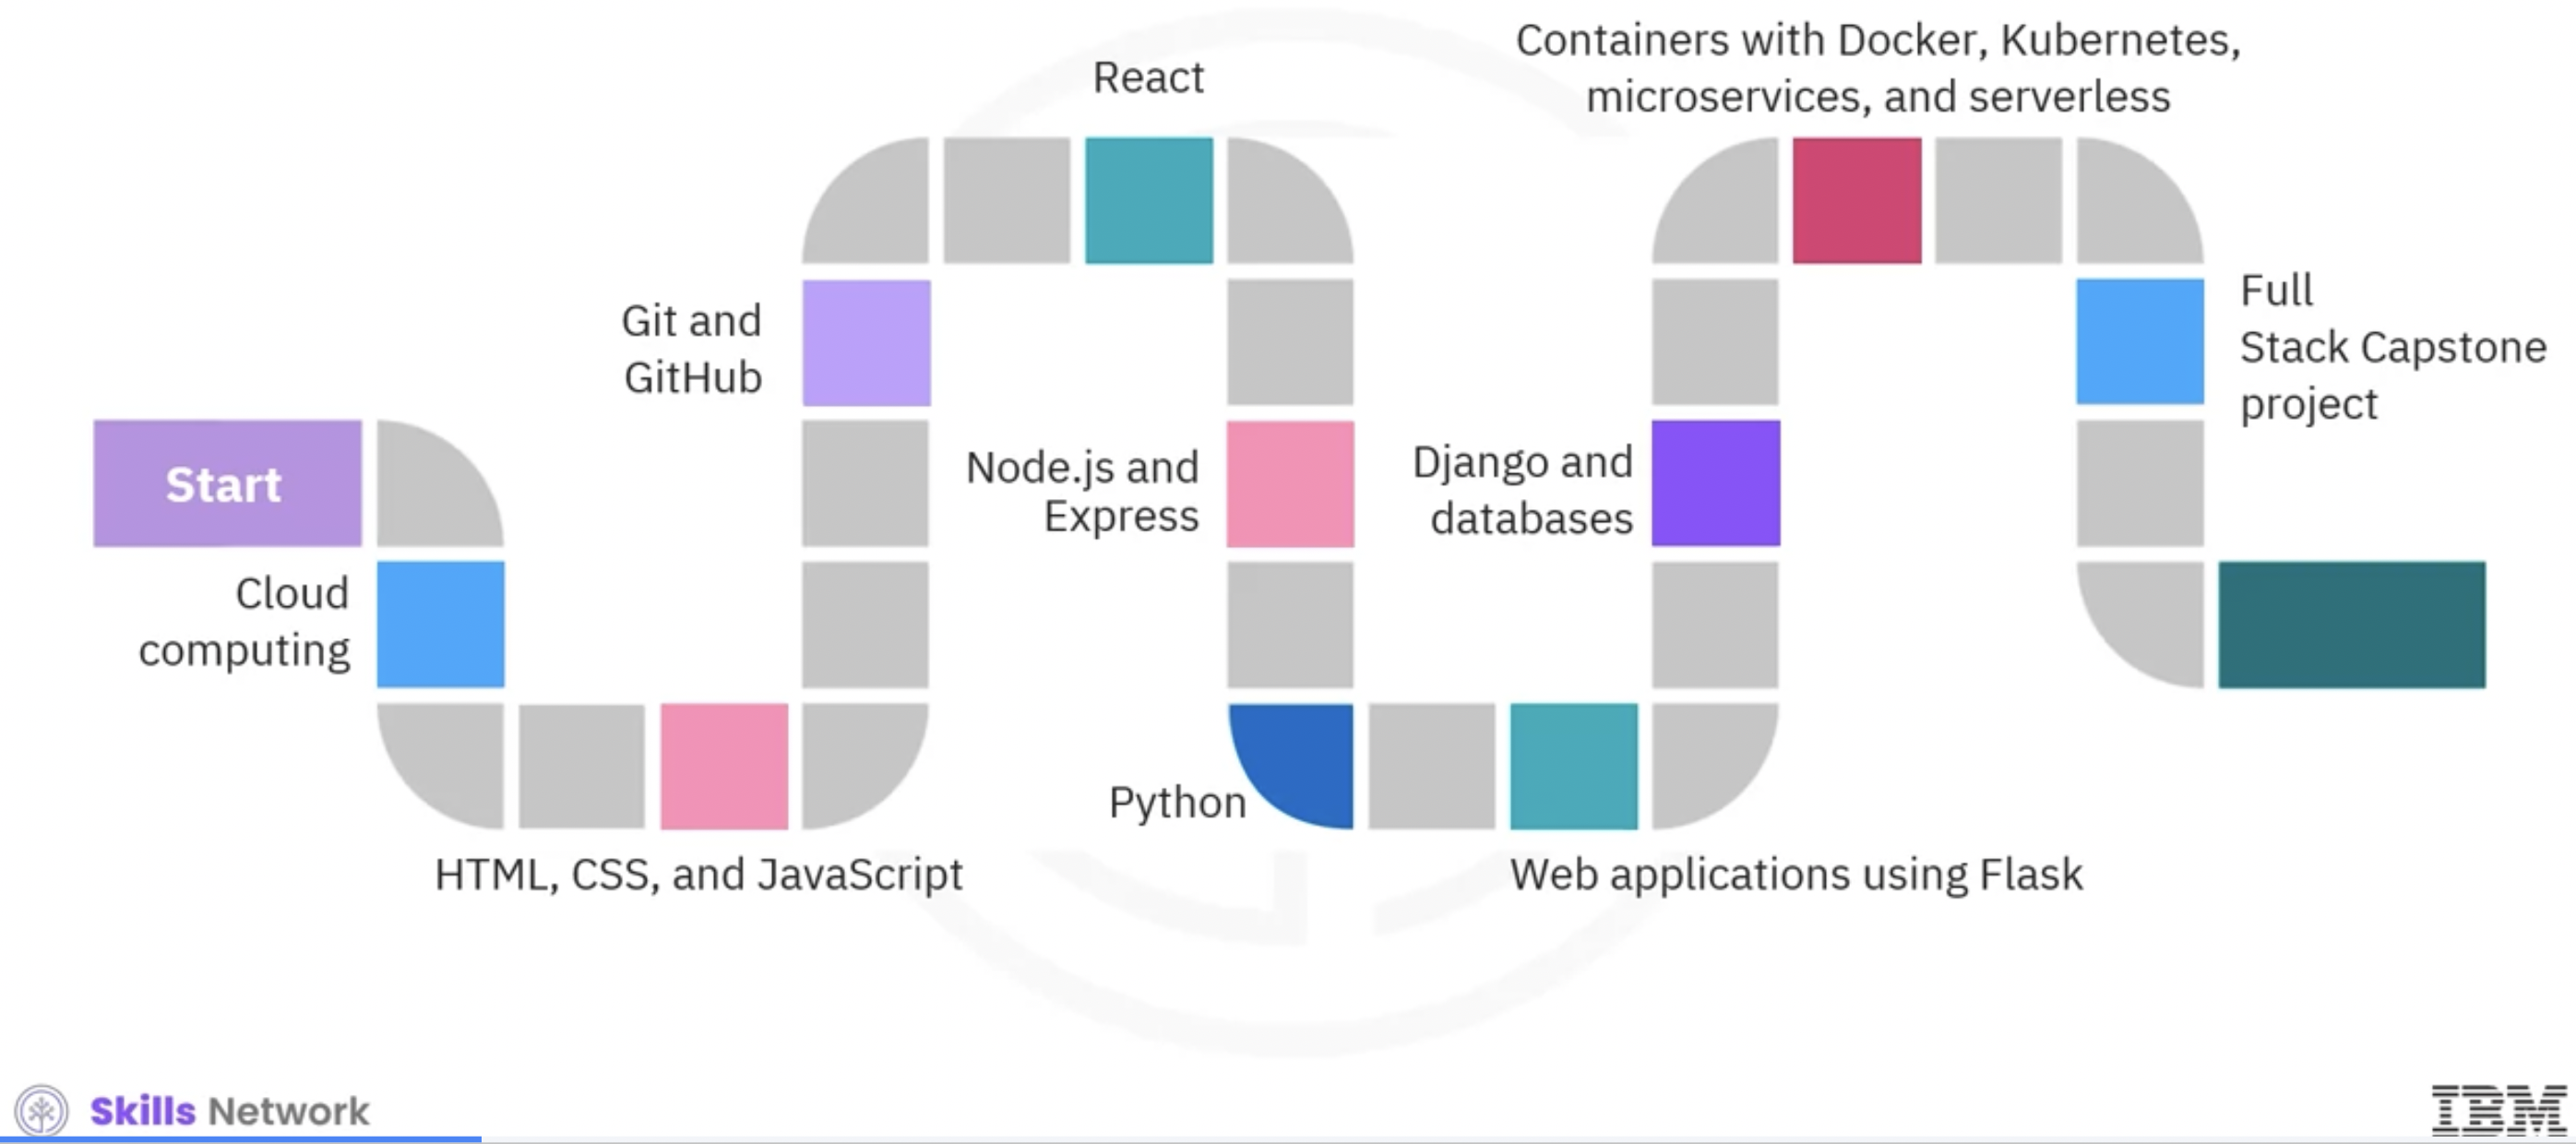 Start
Cloud
computing
HTML, CSS, and JavaScript
Git and
GitHub
React
Node.js and
Express
Python
Web applications using Flask
Django and
databases
Containers with Docker, Kubernetes,
microservices, and serverless
Full
Stack Capstone
project
Skills Network
IBM